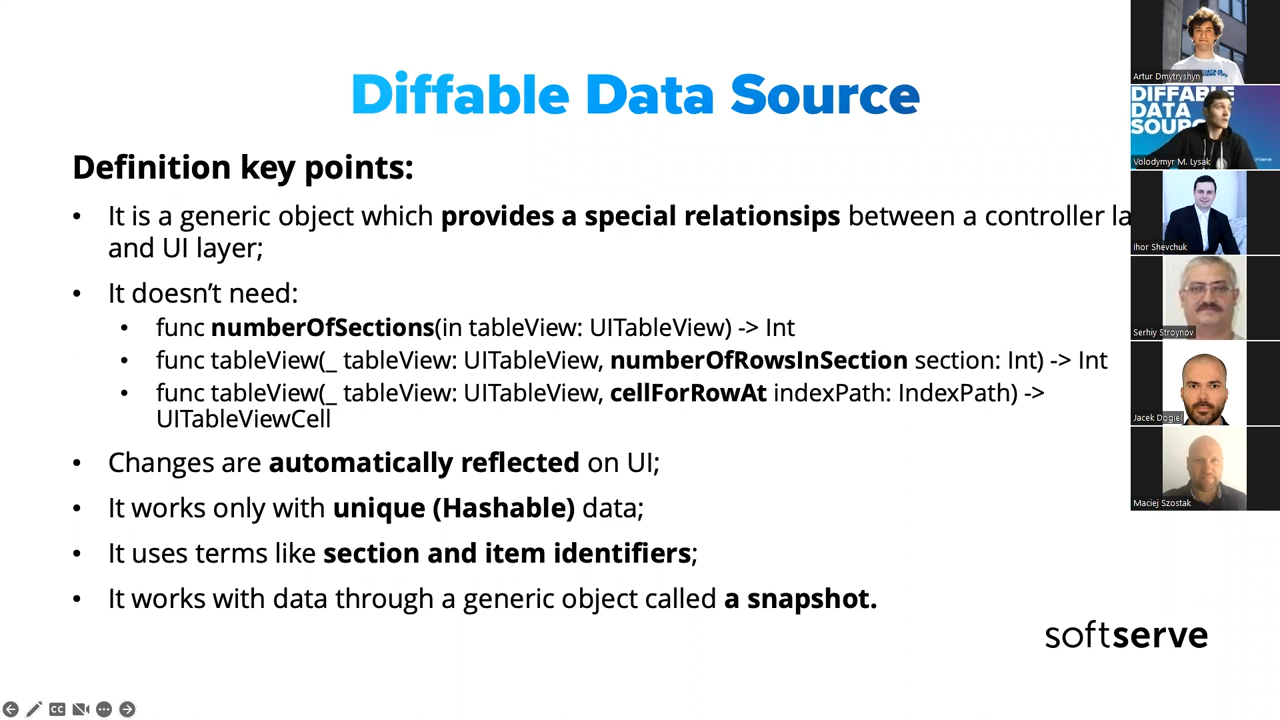 Diffable Data Source
Definition key points:
• It is a generic object which provides a special relationsips between a controller la
and UI layer;
• It doesn’t need:
• func numberOfSections(in tableView: UITableView) -> Int
• func tableView(_ tableView: UITableView, numberOfRowsInSection section: Int) -> Int
• func tableView(_ tableView: UITableView, cellForRowAt indexPath: IndexPath) ->
UITableViewCell
• Changes are automatically reflected on UI;
• It works only with unique (Hashable) data;
• It uses terms like section and item identifiers;
• It works with data through a generic object called a snapshot.
softserve
CC
Artur Dmytryshyn
DIFFABLE
DATA
SOURC
Volodymyr M. Lysak
Ihor Shevchuk
Serhiy Stroynov
Jacek Dogiel
Maciej Szostak